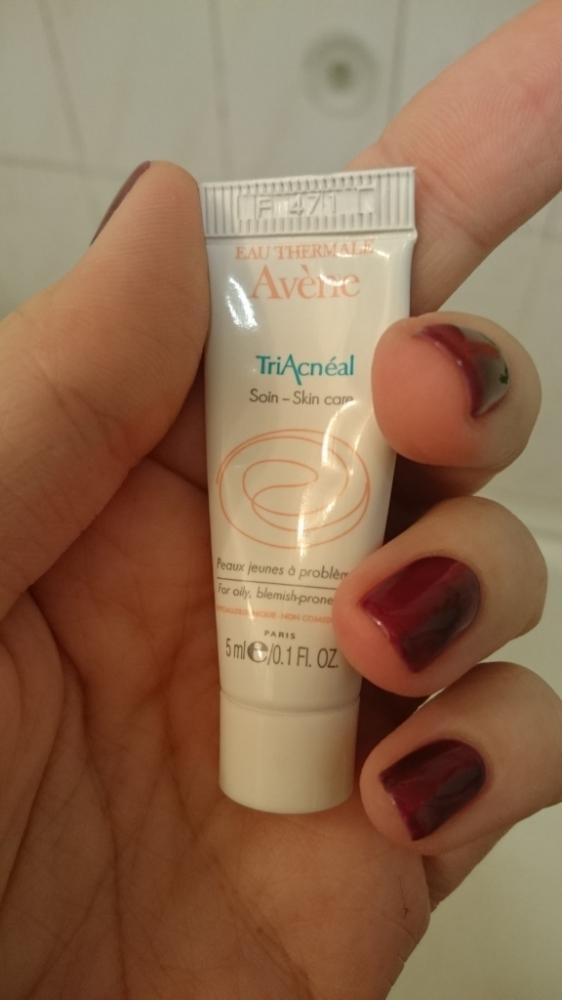 F 471
EAU THERMALE
Avène
TriAcnéal
Soin – Skin care
Peaux jeunes à problèm
For oily, blemish-prone
PARIS
5 ml e/0.1 Fl. OZ.